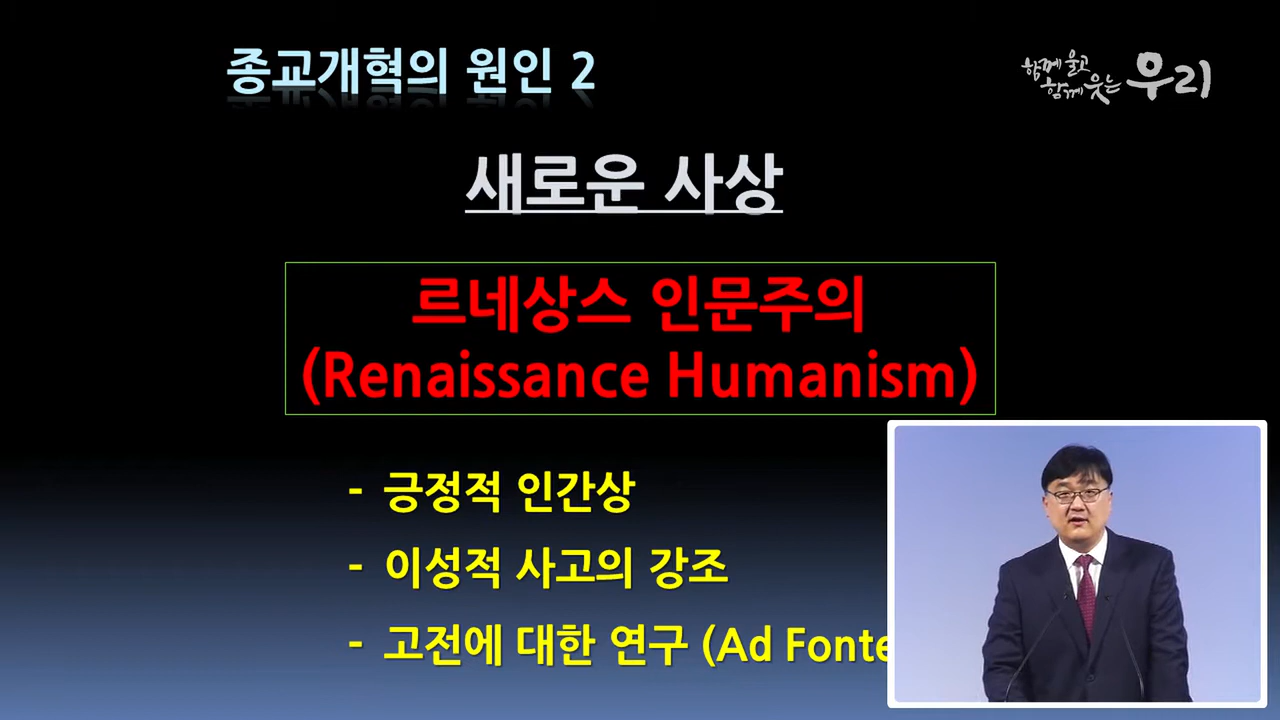 종교개혁의 원인 2
함께 울고
함께 웃는 우리
새로운 사상
르네상스 인문주의
(Renaissance Humanism)
- 긍정적 인간상
- 이성적 사고의 강조
- 고전에 대한 연구 (Ad Fonte